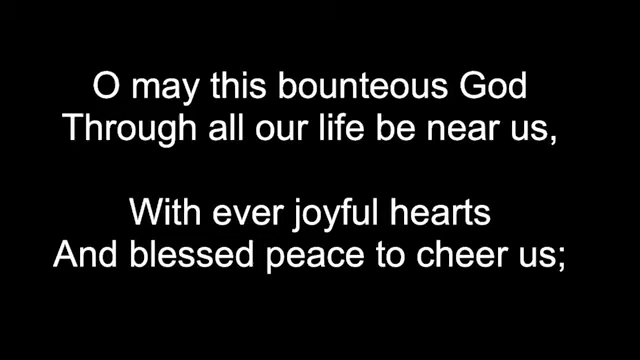 O may this bounteous God
Through all our life be near us,
With ever joyful hearts
And blessed peace to cheer us;